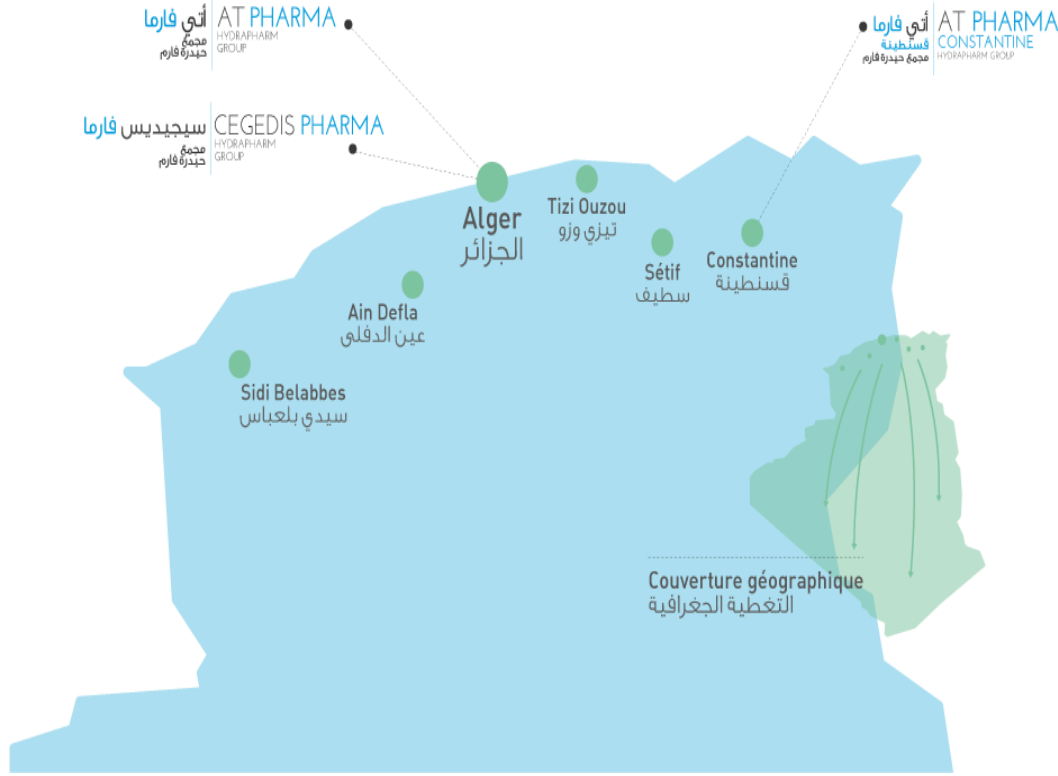 أتي فارما
مجمع
حيدرة فارم
AT PHARMA
HYDRAPHARM
GROUP
أتي فارما
قسنطينة
مجمع حيدرة فارم
AT PHARMA
CONSTANTINE
HYDRAPHARM GROUP
سيجيديس فارما
مجمع
حيدرة فارم
CEGEDIS PHARMA
HYDRAPHARM
GROUP
Alger
الجزائر
Tizi Ouzou
تيزي وزو
Sétif
سطيف
Constantine
قسنطينة
Ain Defla
عين الدفلى
Sidi Belabbes
سيدي بلعباس
Couverture géographique
التغطية الجغرافية